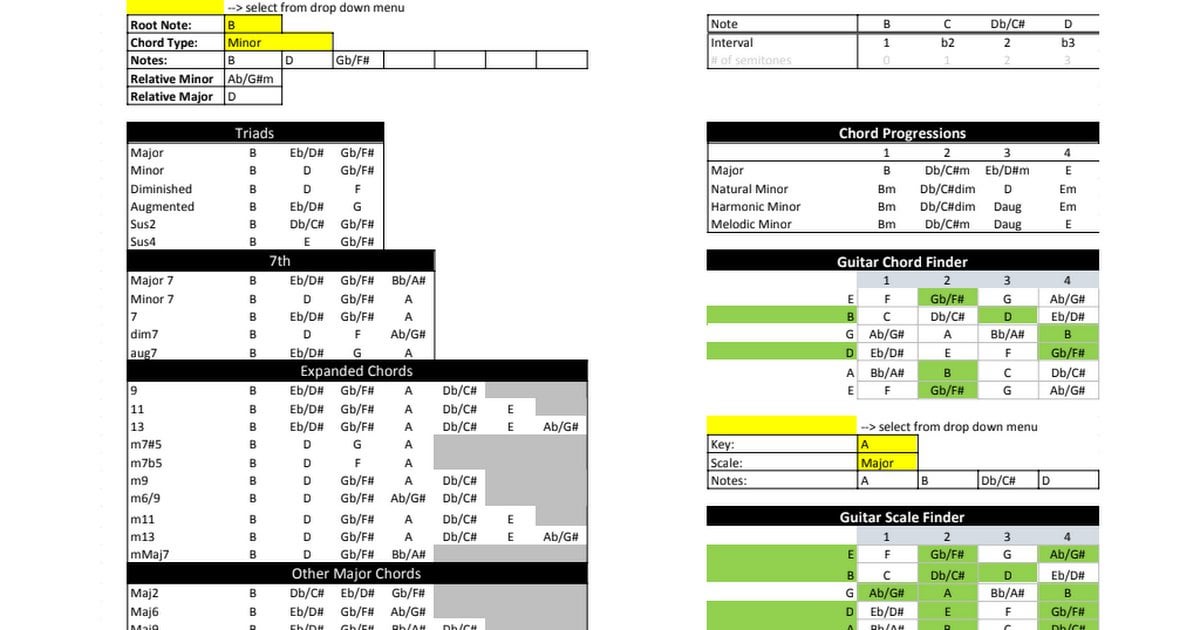 --> select from drop down menu
Root Note: B
Chord Type: Minor
Notes: B D Gb/F#
Relative Minor Ab/G#m
Relative Major D
Triads
Major B Eb/D# Gb/F#
Minor B D Gb/F#
Diminished B D F
Augmented B Eb/D# G
Sus2 B Db/C# Gb/F#
Sus4 B E Gb/F#
7th
Major 7 B Eb/D# Gb/F# Bb/A#
Minor 7 B D Gb/F# A
7 B Eb/D# Gb/F# A
dim7 B D F Ab/G#
aug7 B Eb/D# G A
Expanded Chords
9 B Eb/D# Gb/F# A Db/C#
11 B Eb/D# Gb/F# A Db/C# E
13 B Eb/D# Gb/F# A Db/C# E Ab/G#
m7#5 B D G A
m7b5 B D F A
m9 B D Gb/F# A Db/C#
m6/9 B D Gb/F# Ab/G# Db/C#
m11 B D Gb/F# A Db/C# E
m13 B D Gb/F# A Db/C# E Ab/G#
mMaj7 B D Gb/F# Bb/A#
Other Major Chords
Maj2 B Db/C# Eb/D# Gb/F#
Maj6 B Eb/D# Gb/F# Ab/G#
Maj9 B Eb/D# Gb/F# Bb/A# Db/C#
Note B C Db/C# D
Interval 1 b2 2 b3
# of semitones 0 1 2 3
Chord Progressions
1 2 3 4
Major B Db/C#m Eb/D#m E
Natural Minor Bm Db/C#dim D Em
Harmonic Minor Bm Db/C#dim Daug Em
Melodic Minor Bm Db/C#m Daug E
Guitar Chord Finder
1 2 3 4
E F Gb/F# G Ab/G#
B C Db/C# D Eb/D#
G Ab/G# A Bb/A# B
D Eb/D# E F Gb/F#
A Bb/A# B C Db/C#
E F Gb/F# G Ab/G#
--> select from drop down menu
Key: A
Scale: Major
Notes: A B Db/C# D
Guitar Scale Finder
1 2 3 4
E F Gb/F# G Ab/G#
B C Db/C# D Eb/D#
G Ab/G# A Bb/A# B
D Eb/D# E F Gb/F#
A Bb/A# B C Db/C#